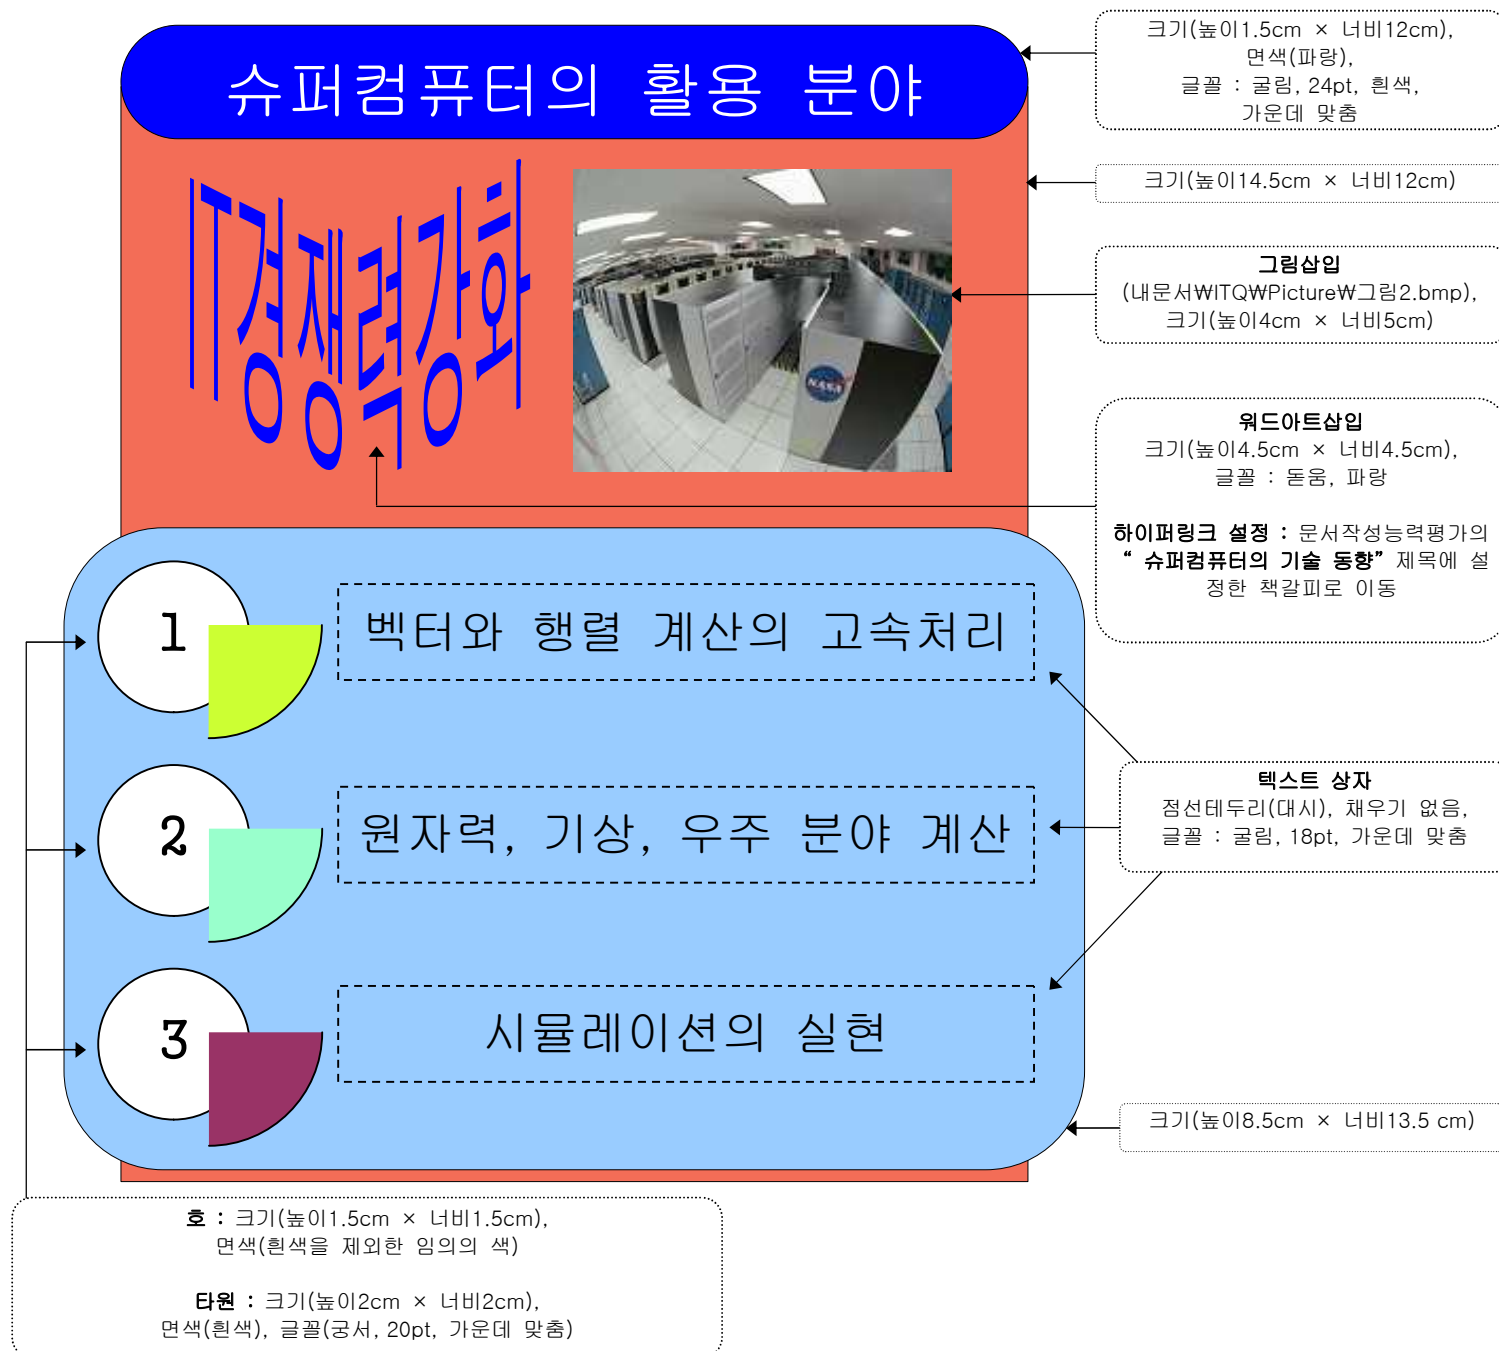 슈퍼컴퓨터의 활용 분야
크기(높이1.5cm × 너비12cm),
면색(파랑),
글꼴 : 굴림, 24pt, 흰색,
가운데 맞춤
크기(높이14.5cm × 너비12cm)
IT경쟁력강화
NASA
그림삽입
(내문서₩ITQ₩Picture₩그림2.bmp),
크기(높이4cm × 너비5cm)
워드아트삽입
크기(높이4.5cm × 너비4.5cm),
글꼴 : 돋움, 파랑
하이퍼링크 설정 : 문서작성능력평가의
“ 슈퍼컴퓨터의 기술 동향” 제목에 설
정한 책갈피로 이동
1
벡터와 행렬 계산의 고속처리
2
원자력, 기상, 우주 분야 계산
텍스트 상자
점선테두리(대시), 채우기 없음,
글꼴 : 굴림, 18pt, 가운데 맞춤
3
시뮬레이션의 실현
크기(높이8.5cm × 너비13.5 cm)
호 : 크기(높이1.5cm × 너비1.5cm),
면색(흰색을 제외한 임의의 색)
타원 : 크기(높이2cm × 너비2cm),
면색(흰색), 글꼴(궁서, 20pt, 가운데 맞춤)